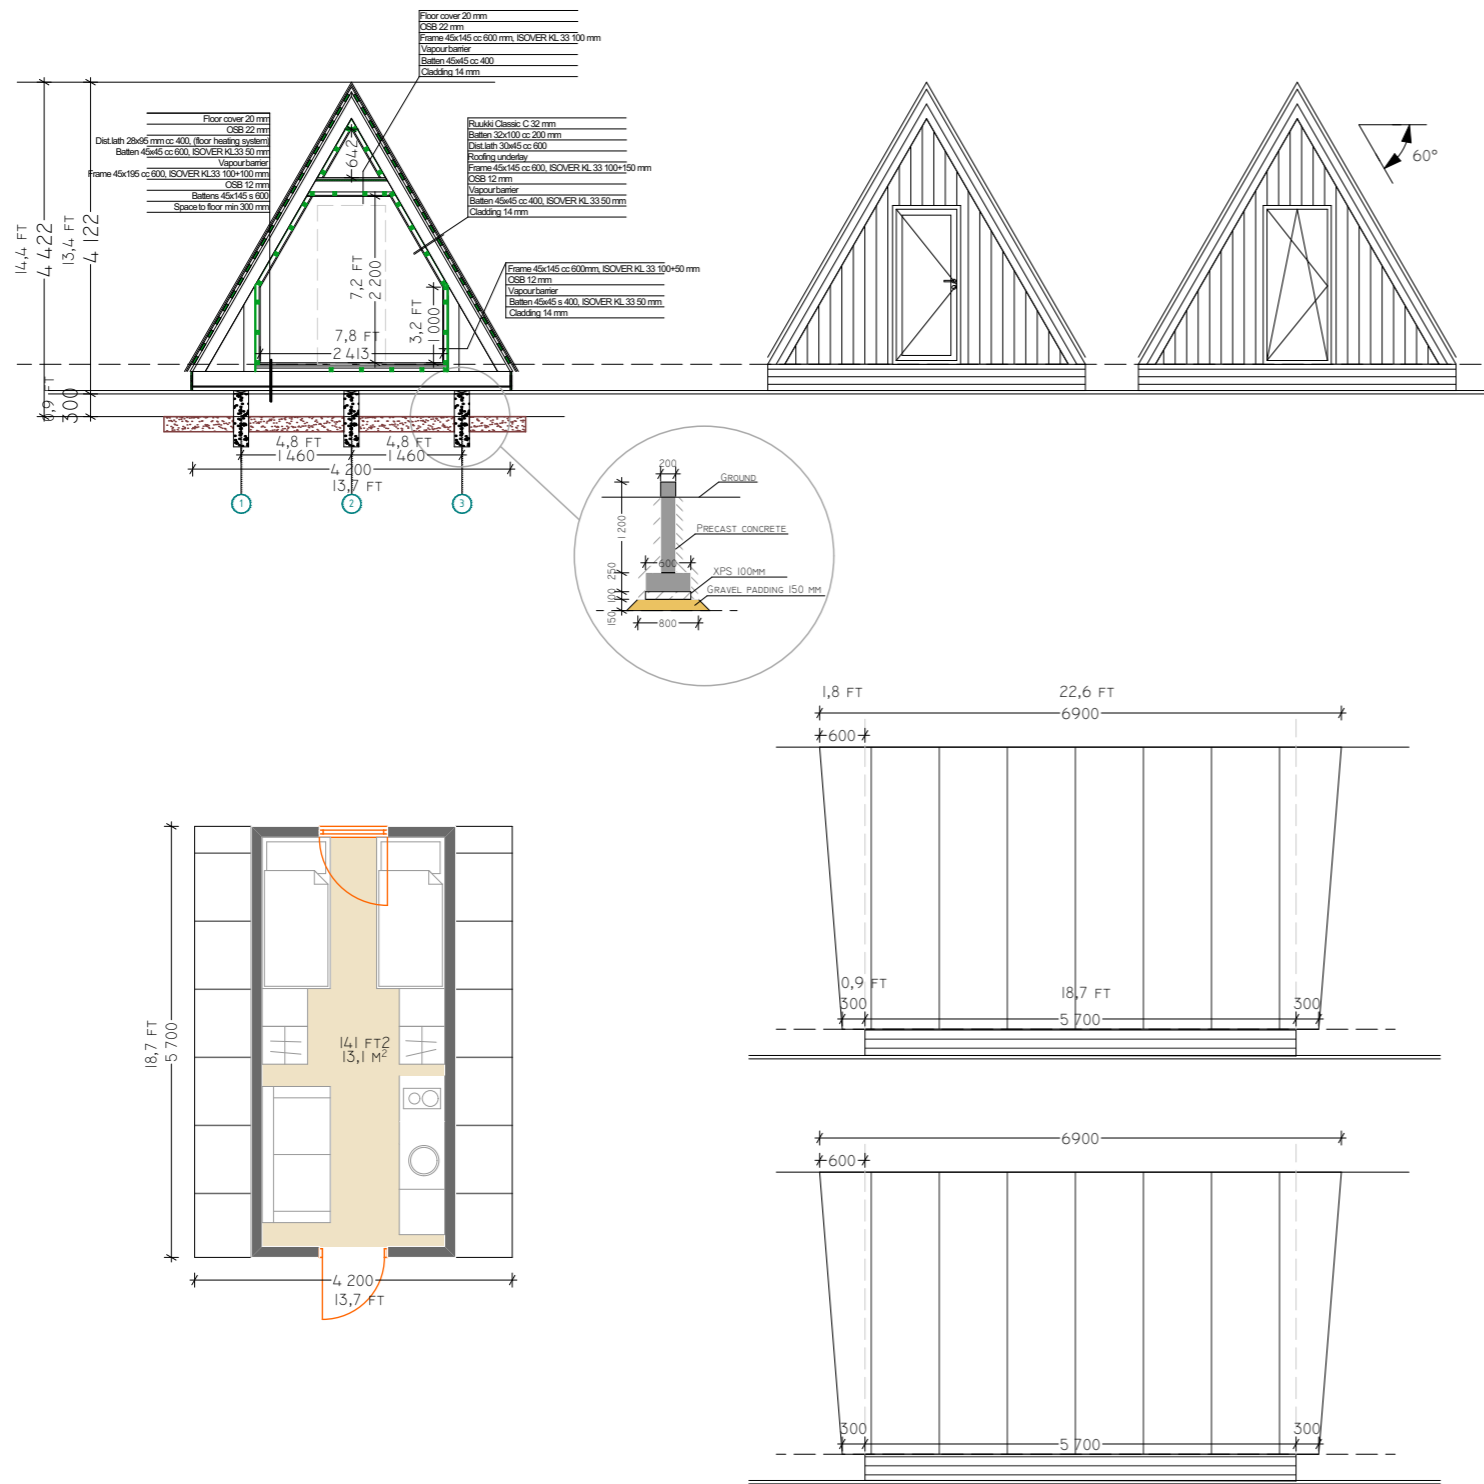 Floor cover 20 mm
OSB 22 mm
Frame 45x145 cc 600 mm, ISOVER KL 33 100 mm
Vapourbarrier
Batten 45x45 cc 400
Cladding 14 mm
Floor cover 20 mm
OSB 22 mm
Dist.lath 28x95 mm cc 400, (floor heating system)
Batten 45x45 cc 600, ISOVER KL33 50 mm
Vapourbarrier
Frame 45x195 cc 600, ISOVER KL33 100+100 mm
OSB 12 mm
Battens 45x145 s 600
Space to floor min 300 mm
Ruukki Classic C 32 mm
Batten 32x100 cc 200 mm
Dist.lath 30x45 cc 600
Roofing underlay
Frame 45x145 cc 600, ISOVER KL 33 100+150 mm
OSB 12 mm
Vapourbarrier
Batten 45x45 cc 400, ISOVER KL 33 50 mm
Cladding 14 mm
Frame 45x145 cc 600mm, ISOVER KL 33 100+50 mm
OSB 12 mm
Vapourbarrier
Batten 45x45 s 400, ISOVER KL 33 50 mm
Cladding 14 mm
14,4 FT
4 422
13,4 FT
4 122
0,9 FT
300
642
7,2 FT
2 200
3,2 FT
1 000
7,8 FT
2 413
4,8 FT
1 460
4,8 FT
1 460
4 200
13,7 FT
1
2
3
60°
200
GROUND
1 200
PRECAST CONCRETE
600
250
XPS 100MM
100
GRAVEL PADDING 150 MM
150
800
1,8 FT
22,6 FT
6900
600
0,9 FT
300
18,7 FT
5 700
300
18,7 FT
5 700
141 FT2
13,1 M²
4 200
13,7 FT
6900
600
300
5 700
300